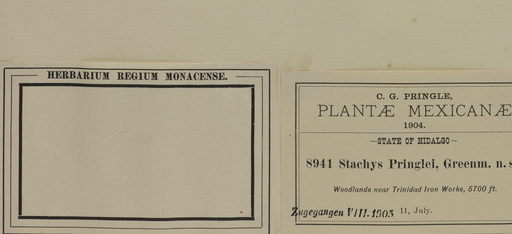 HERBARIUM REGIUM MONACENSE.
C. G. PRINGLE,
PLANTÆ MEXICANÆ
1904.
—STATE OF HIDALGO—
8941 Stachys Pringlei, Greenm. n. s
Woodlands near Trinidad Iron Works, 5700 ft.
Zugegangen VIII. 1905 11, July.